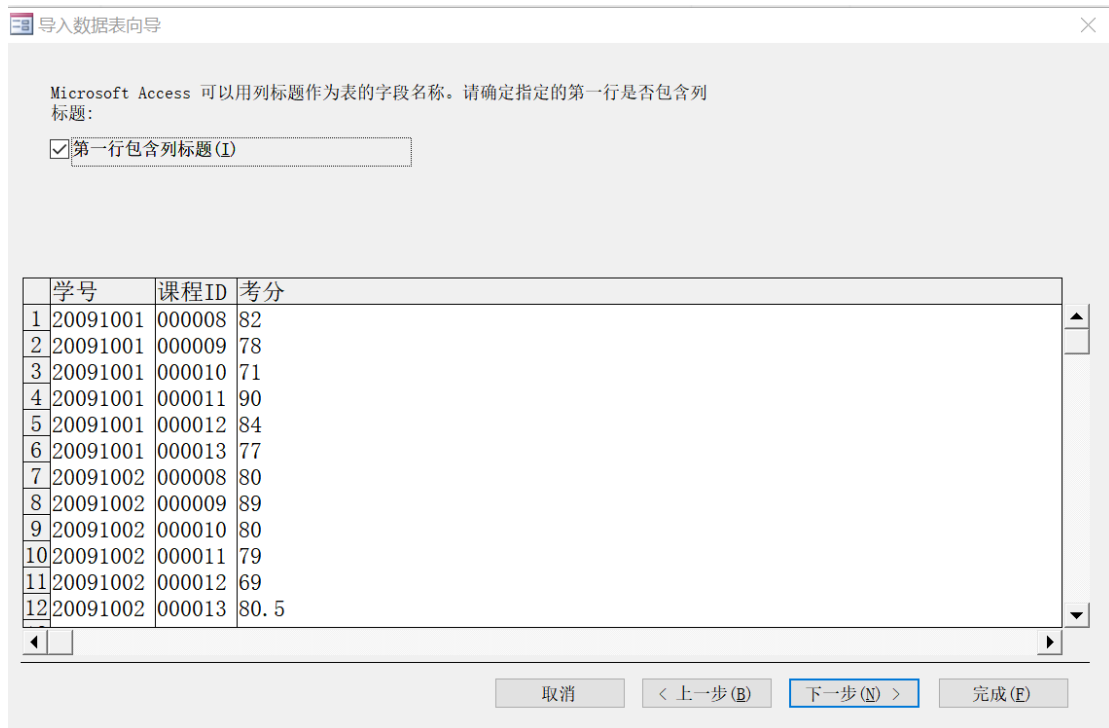 导入数据表向导
Microsoft Access 可以用列标题作为表的字段名称。请确定指定的第一行是否包含列
标题:
第一行包含列标题(I)
学号 课程ID 考分
1 20091001 000008 82
2 20091001 000009 78
3 20091001 000010 71
4 20091001 000011 90
5 20091001 000012 84
6 20091001 000013 77
7 20091002 000008 80
8 20091002 000009 89
9 20091002 000010 80
10 20091002 000011 79
11 20091002 000012 69
12 20091002 000013 80.5
取消 < 上一步(B) 下一步(N) > 完成(F)